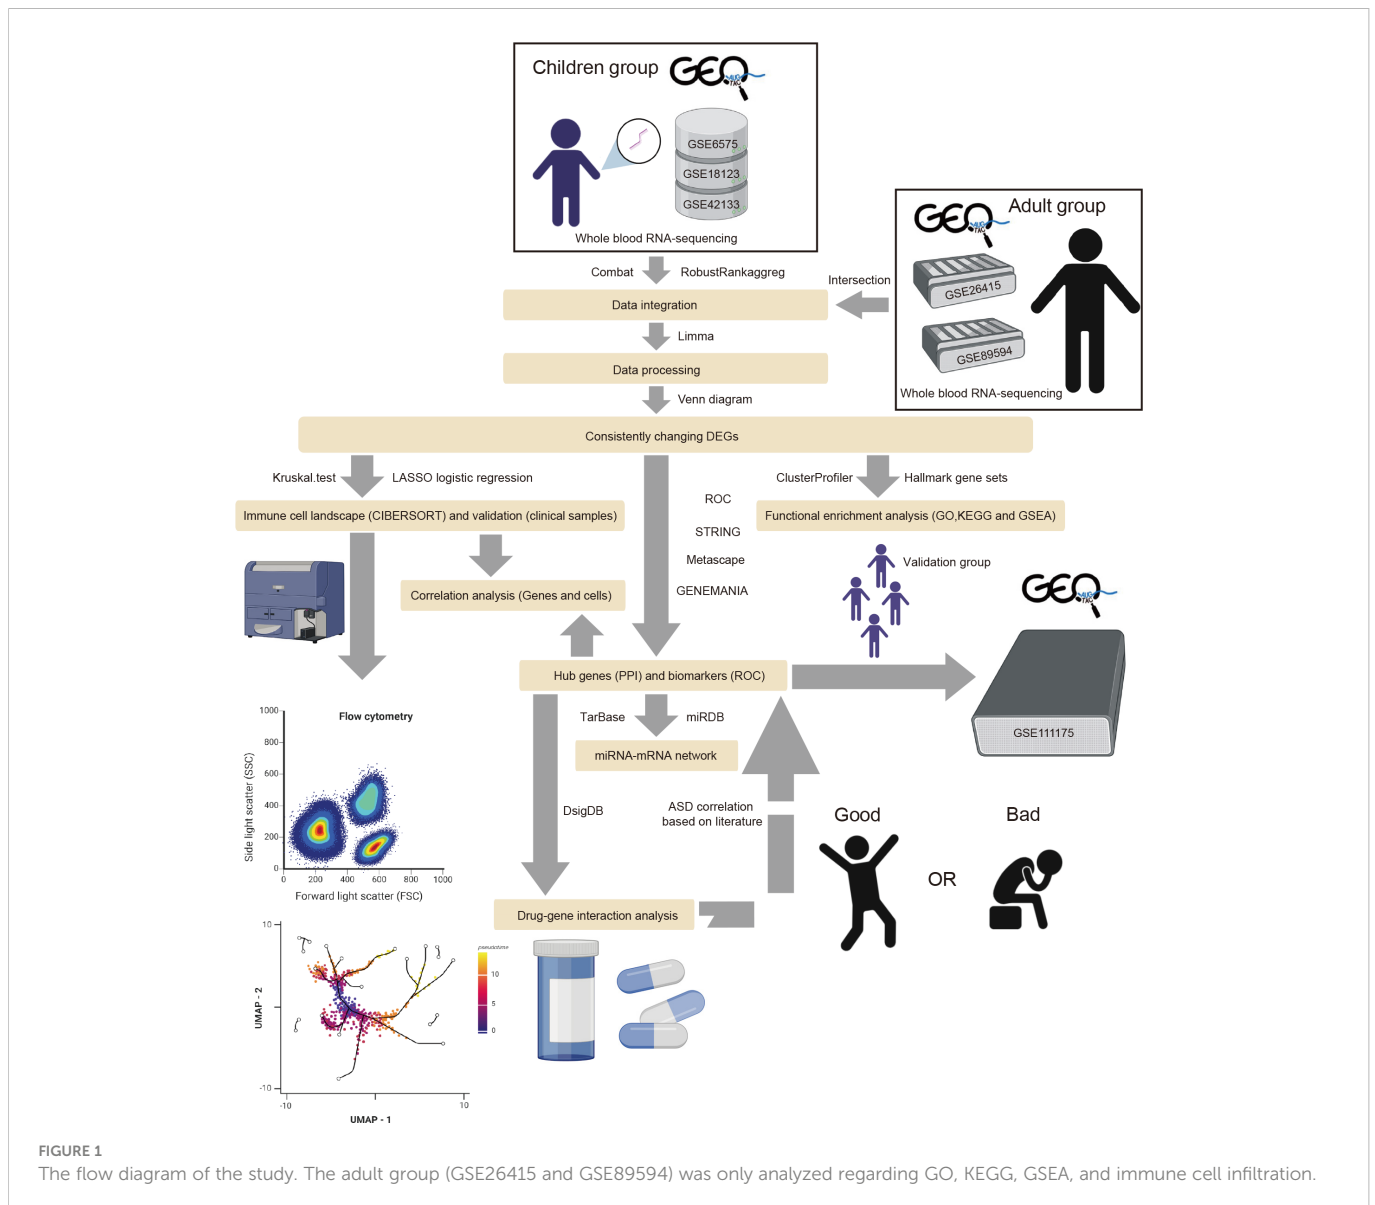 Children group
GEO
GSE6575
GSE18123
GSE42133
Whole blood RNA-sequencing
GEO
Adult group
GSE26415
GSE89594
Whole blood RNA-sequencing
Combat
RobustRankaggreg
Intersection
Data integration
Limma
Data processing
Venn diagram
Consistently changing DEGs
Kruskal.test
LASSO logistic regression
ClusterProfiler
Hallmark gene sets
ROC
STRING
Metascape
GENEMANIA
Immune cell landscape (CIBERSORT) and validation (clinical samples)
Functional enrichment analysis (GO,KEGG and GSEA)
Correlation analysis (Genes and cells)
Validation group
GEO
GSE111175
Hub genes (PPI) and biomarkers (ROC)
TarBase
miRDB
miRNA-mRNA network
DsigDB
ASD correlation
based on literature
Good
OR
Bad
Drug-gene interaction analysis
Flow cytometry
Side light scatter (SSC)
1000
800
600
400
200
0
0 200 400 600 800 1000
Forward light scatter (FSC)
UMAP - 2
10
-10
pseudotime
10
5
0
-10 10
UMAP - 1
FIGURE 1
The flow diagram of the study. The adult group (GSE26415 and GSE89594) was only analyzed regarding GO, KEGG, GSEA, and immune cell infiltration.